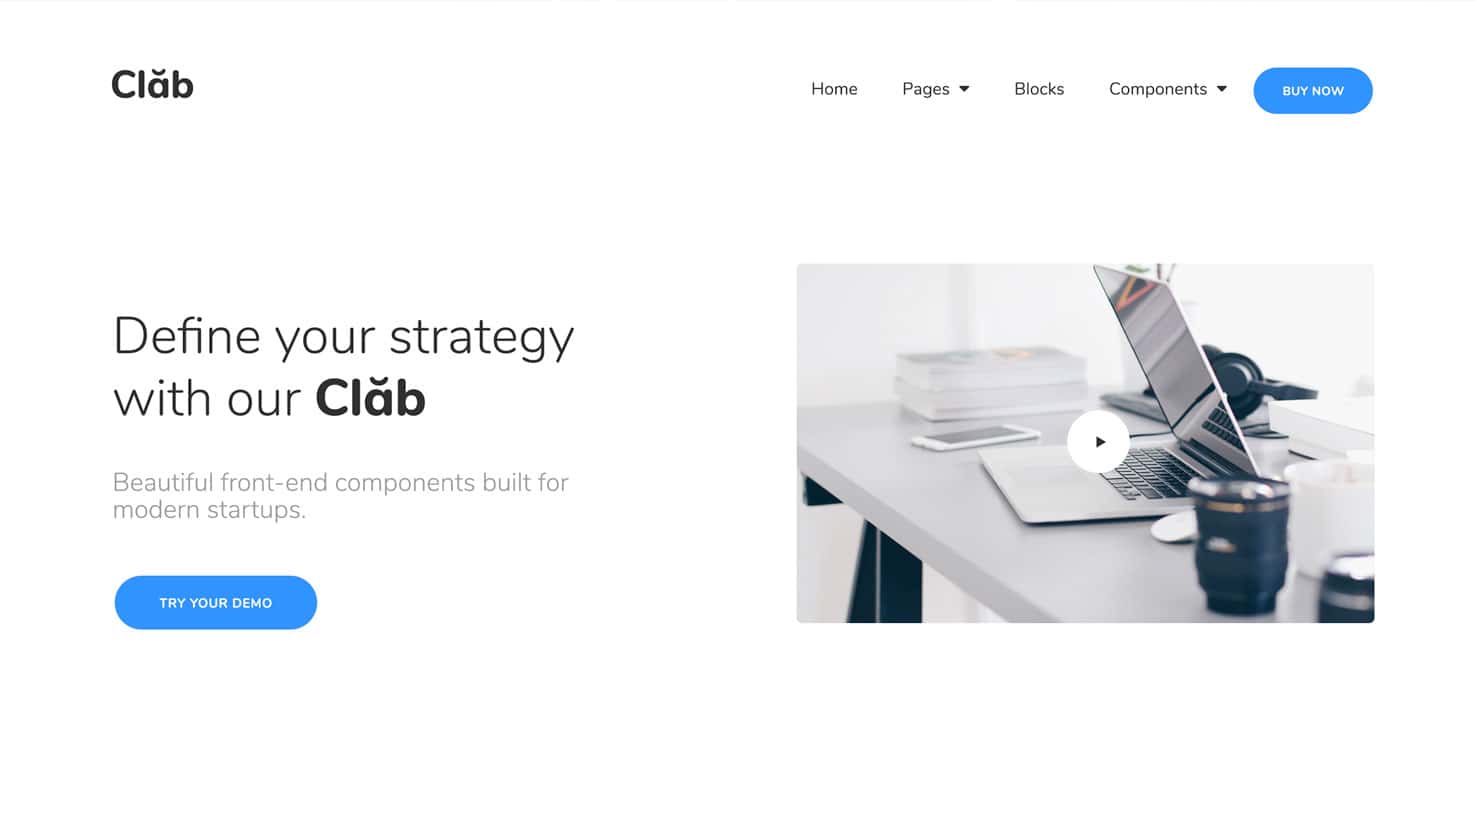 Clăb
Home Pages Blocks Components BUY NOW
Define your strategy
with our Clăb
Beautiful front-end components built for
modern startups.
TRY YOUR DEMO